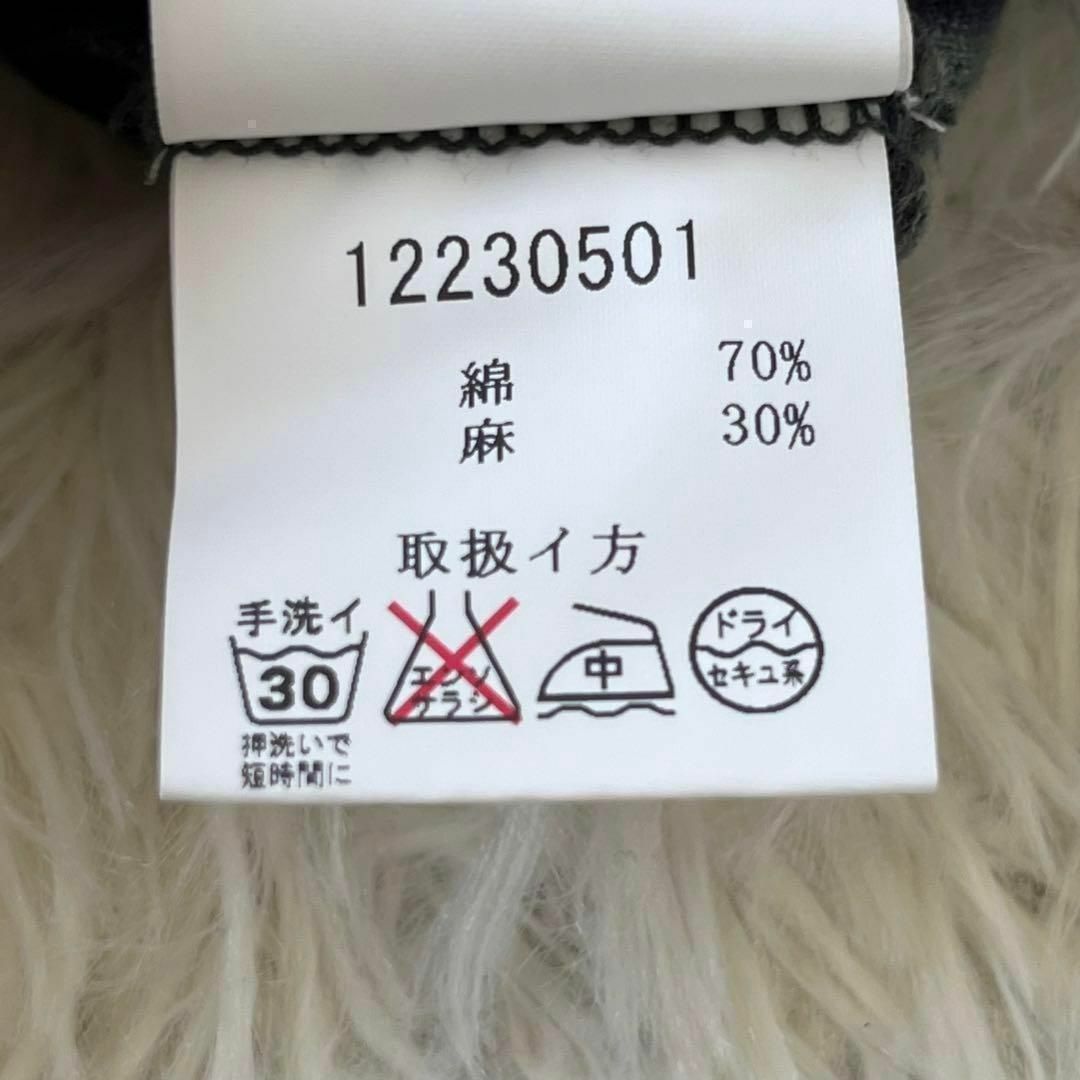 12230501
綿 70%
麻 30%
取扱イ方
手洗イ
30
押洗いで
短時間に
エンソ
サラシ
中
ドライ
セキユ系